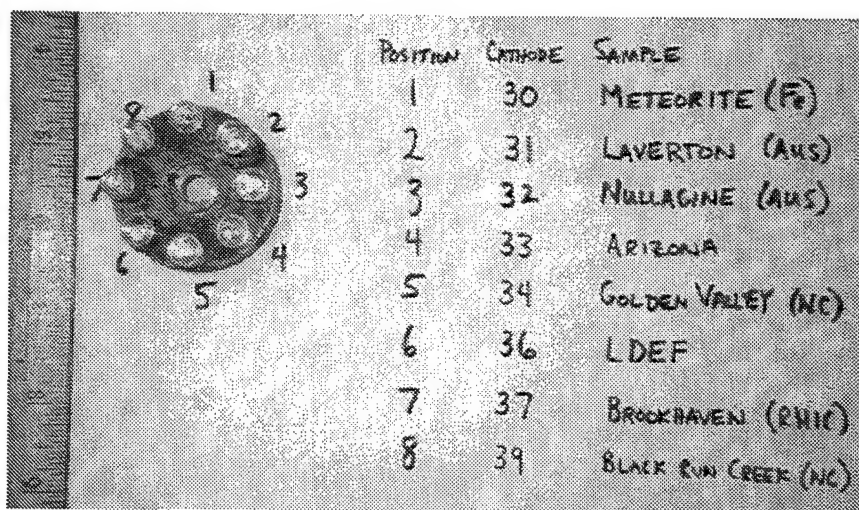 POSITION CATHODE SAMPLE
1 30 METEORITE (Fe)
2 31 LAVERTON (AUS)
3 32 NULLAGINE (AUS)
4 33 ARIZONA
5 34 GOLDEN VALLEY (NC)
6 36 LDEF
7 37 BROOKHAVEN (RHIC)
8 39 BLACK RUN CREEK (NC)
1
2
3
4
5
6
7
8